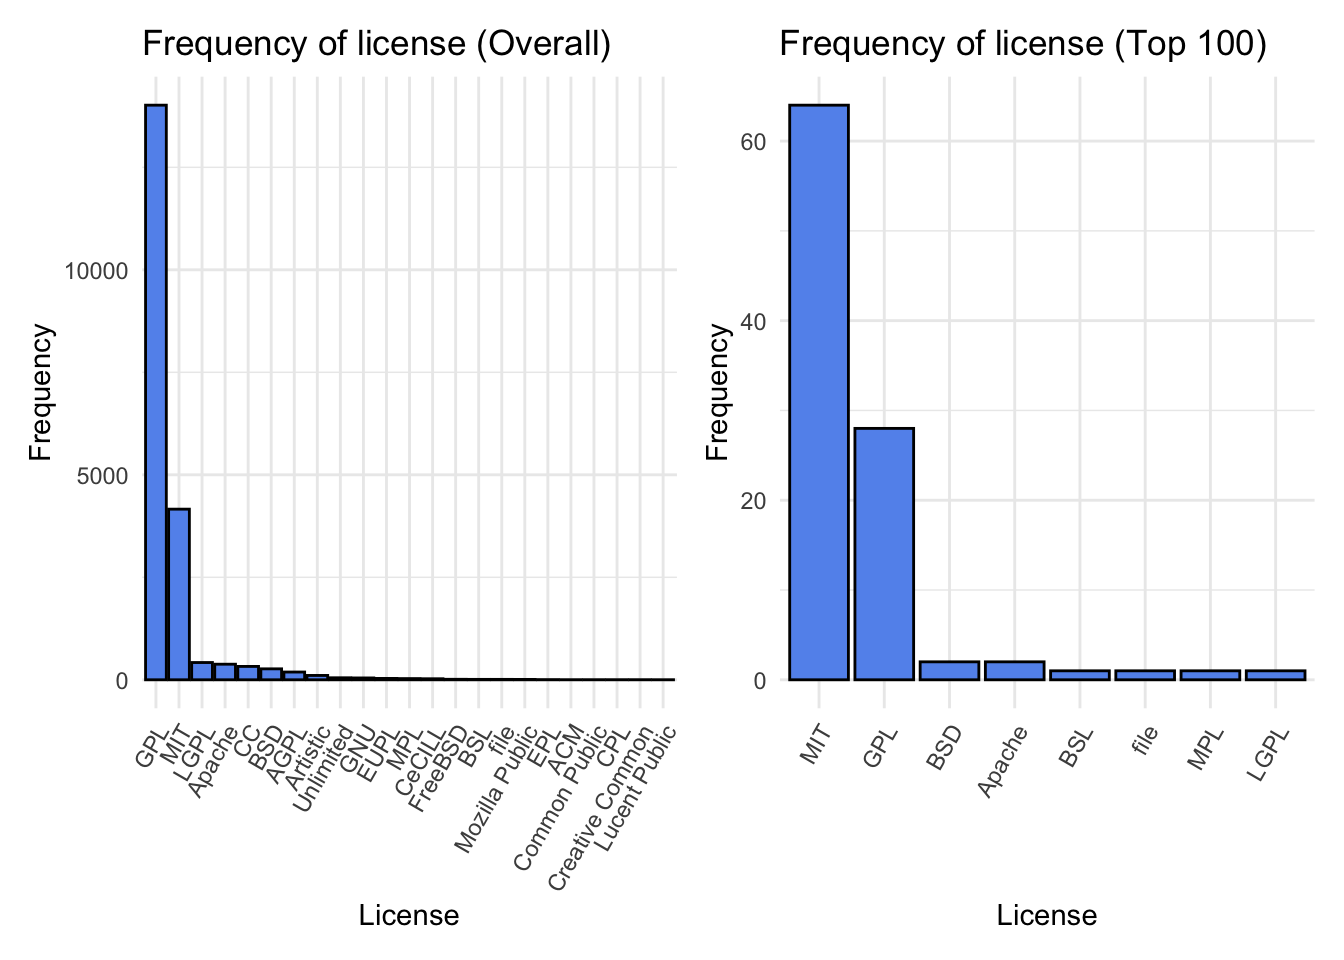 Frequency of license (Overall)
Frequency
10000
5000
0
GPL
MIT
LGPL
Apache
CC
BSD
AGPL
Artistic
Unlimited
GNU
EUPL
MPL
CeCILL
FreeBSD
BSL
file
Mozilla Public
EPL
ACM
Common Public
CPL
Creative Common
Lucent Public
License
Frequency of license (Top 100)
Frequency
60
40
20
0
MIT
GPL
BSD
Apache
BSL
file
MPL
LGPL
License